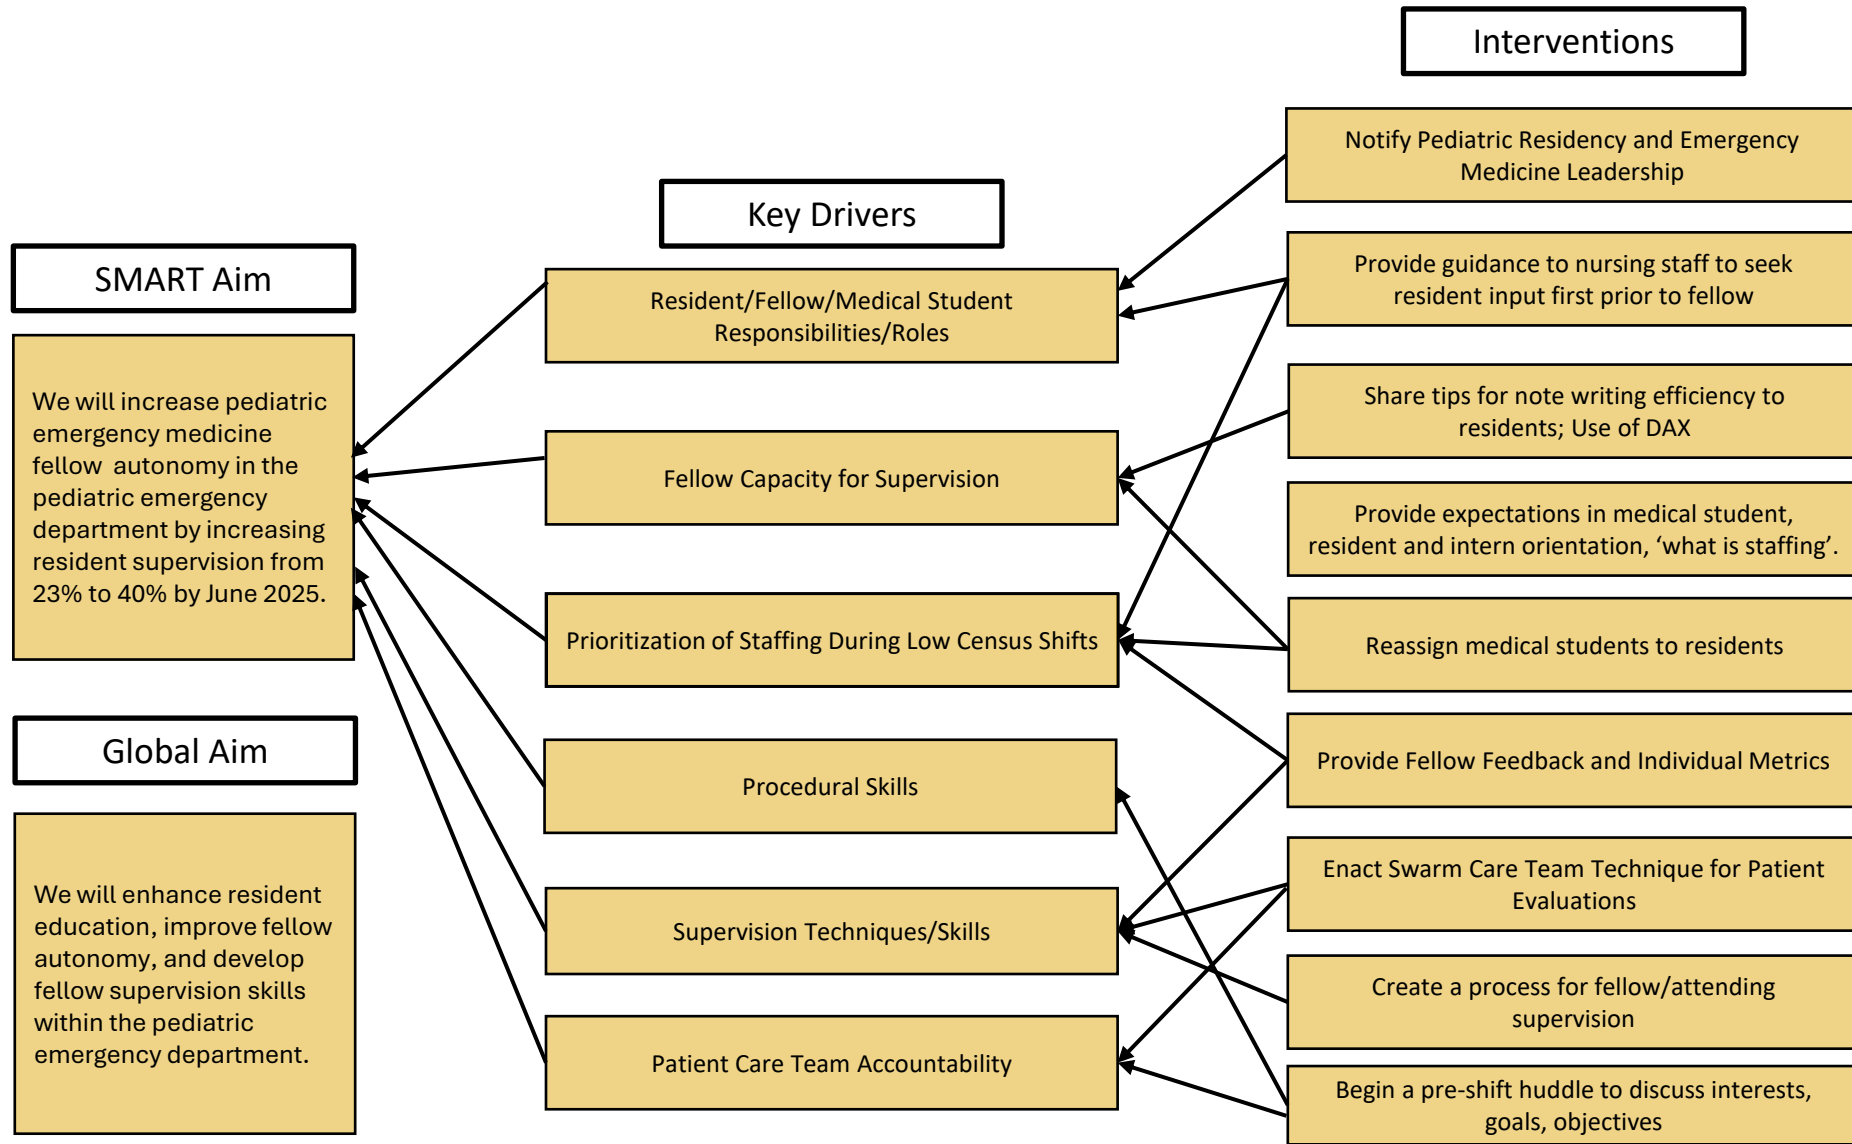 SMART Aim
We will increase pediatric
emergency medicine
fellow autonomy in the
pediatric emergency
department by increasing
resident supervision from
23% to 40% by June 2025.
Global Aim
We will enhance resident
education, improve fellow
autonomy, and develop
fellow supervision skills
within the pediatric
emergency department.
Key Drivers
Resident/Fellow/Medical Student
Responsibilities/Roles
Fellow Capacity for Supervision
Prioritization of Staffing During Low Census Shifts
Procedural Skills
Supervision Techniques/Skills
Patient Care Team Accountability
Interventions
Notify Pediatric Residency and Emergency
Medicine Leadership
Provide guidance to nursing staff to seek
resident input first prior to fellow
Share tips for note writing efficiency to
residents; Use of DAX
Provide expectations in medical student,
resident and intern orientation, ‘what is staffing’.
Reassign medical students to residents
Provide Fellow Feedback and Individual Metrics
Enact Swarm Care Team Technique for Patient
Evaluations
Create a process for fellow/attending
supervision
Begin a pre-shift huddle to discuss interests,
goals, objectives